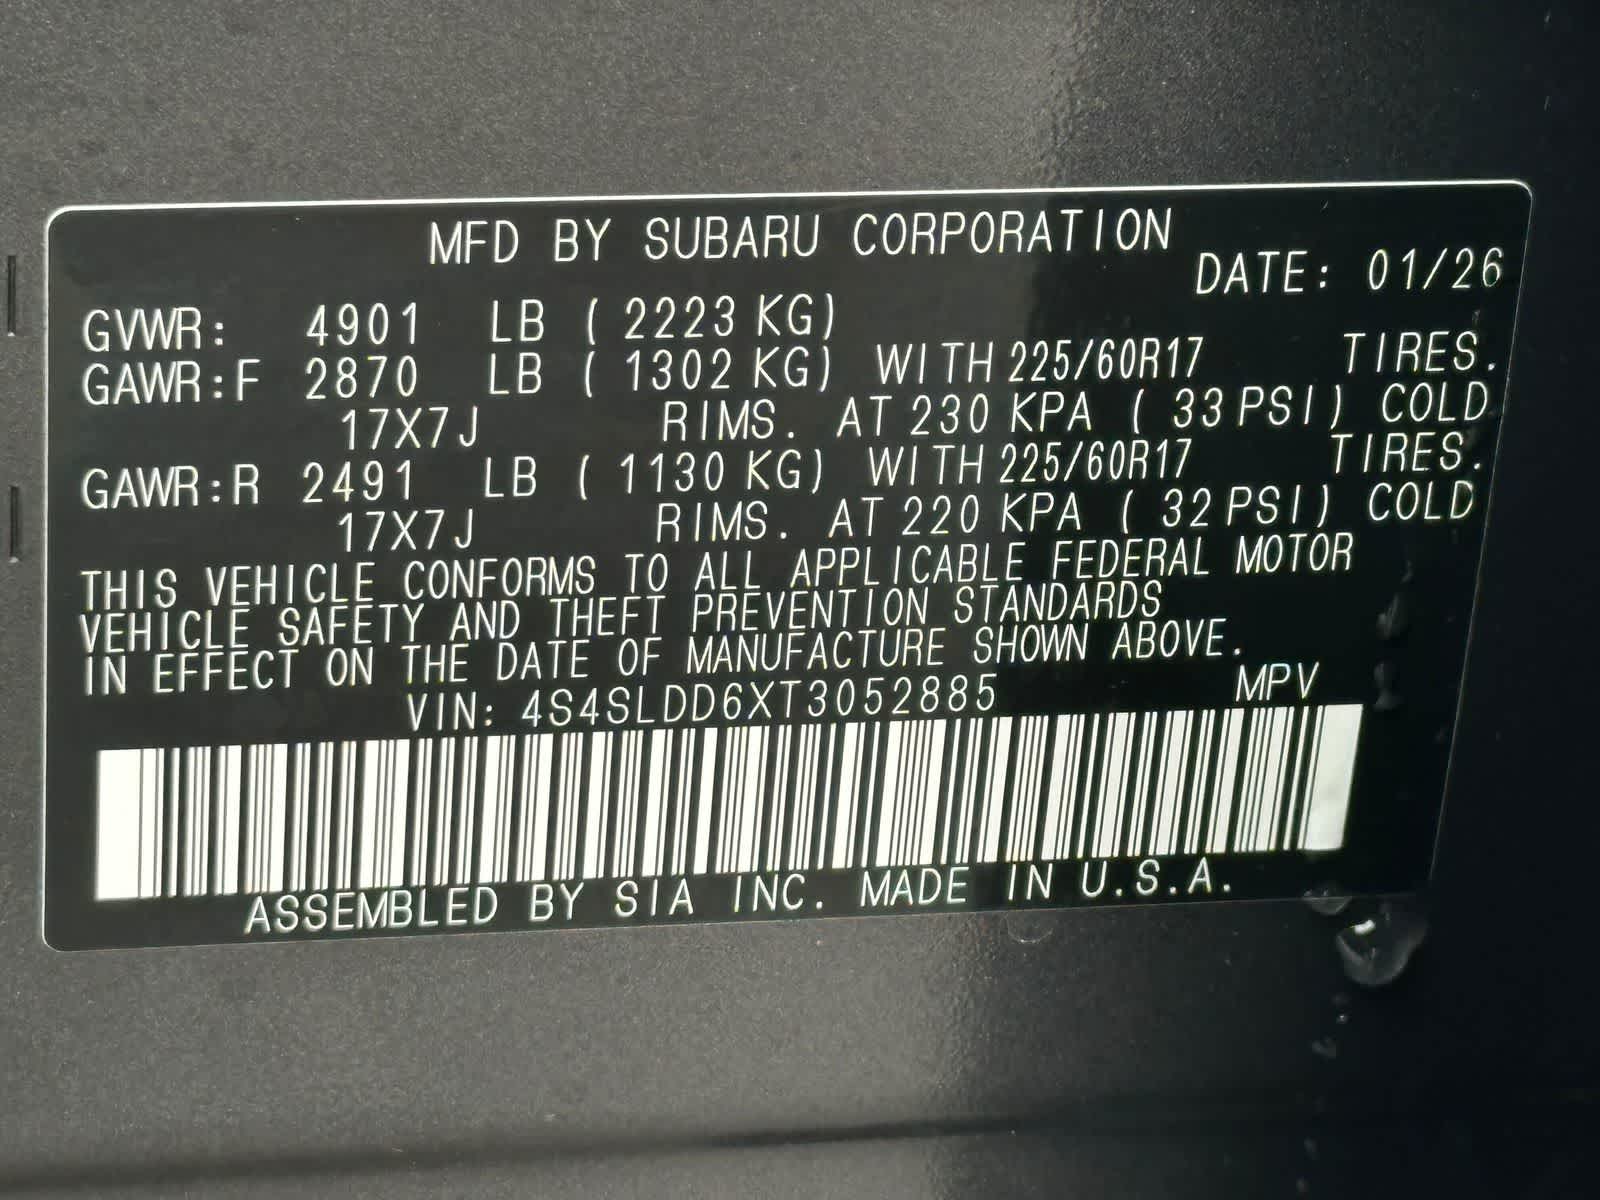 MFD BY SUBARU CORPORATION
DATE: 01/26
GVWR: 4901 LB ( 2223 KG)
GAWR:F 2870 LB ( 1302 KG) WITH 225/60R17 TIRES.
17X7J RIMS. AT 230 KPA ( 33 PSI) COLD
GAWR:R 2491 LB ( 1130 KG) WITH 225/60R17 TIRES.
17X7J RIMS. AT 220 KPA ( 32 PSI) COLD
THIS VEHICLE CONFORMS TO ALL APPLICABLE FEDERAL MOTOR
VEHICLE SAFETY AND THEFT PREVENTION STANDARDS
IN EFFECT ON THE DATE OF MANUFACTURE SHOWN ABOVE.
VIN: 4S4SLDD6XT3052885 MPV
ASSEMBLED BY SIA INC. MADE IN U.S.A.